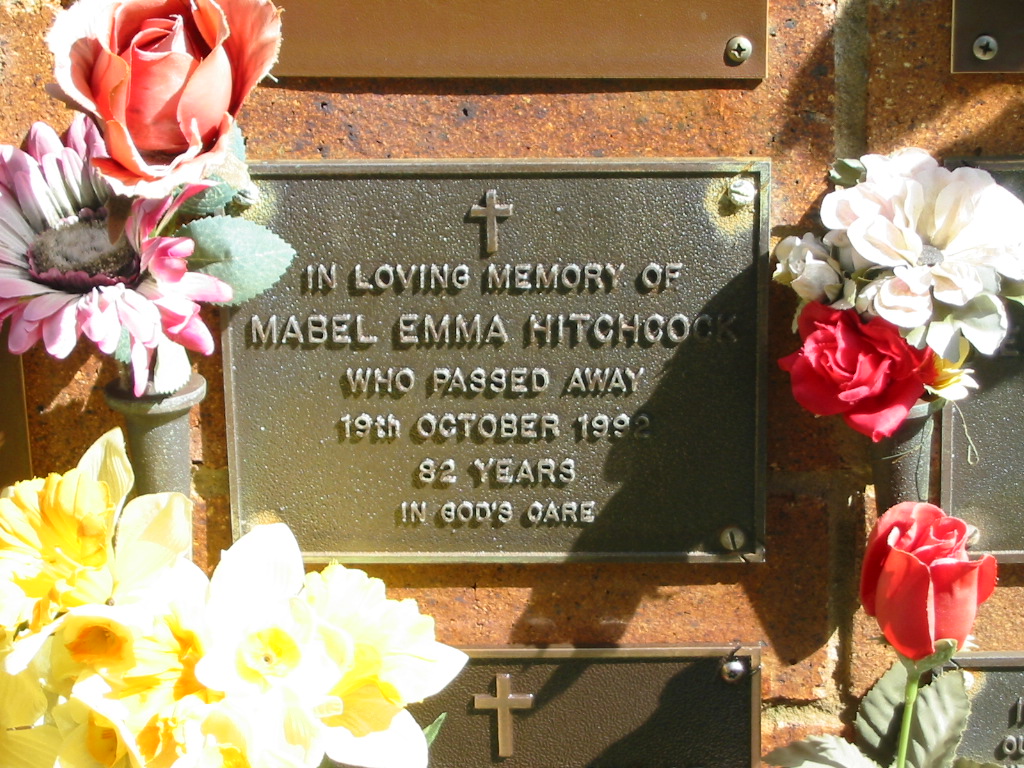 IN LOVING MEMORY OF
MABEL EMMA HITCHCOCK
WHO PASSED AWAY
19th OCTOBER 1992
82 YEARS
IN GOD'S CARE